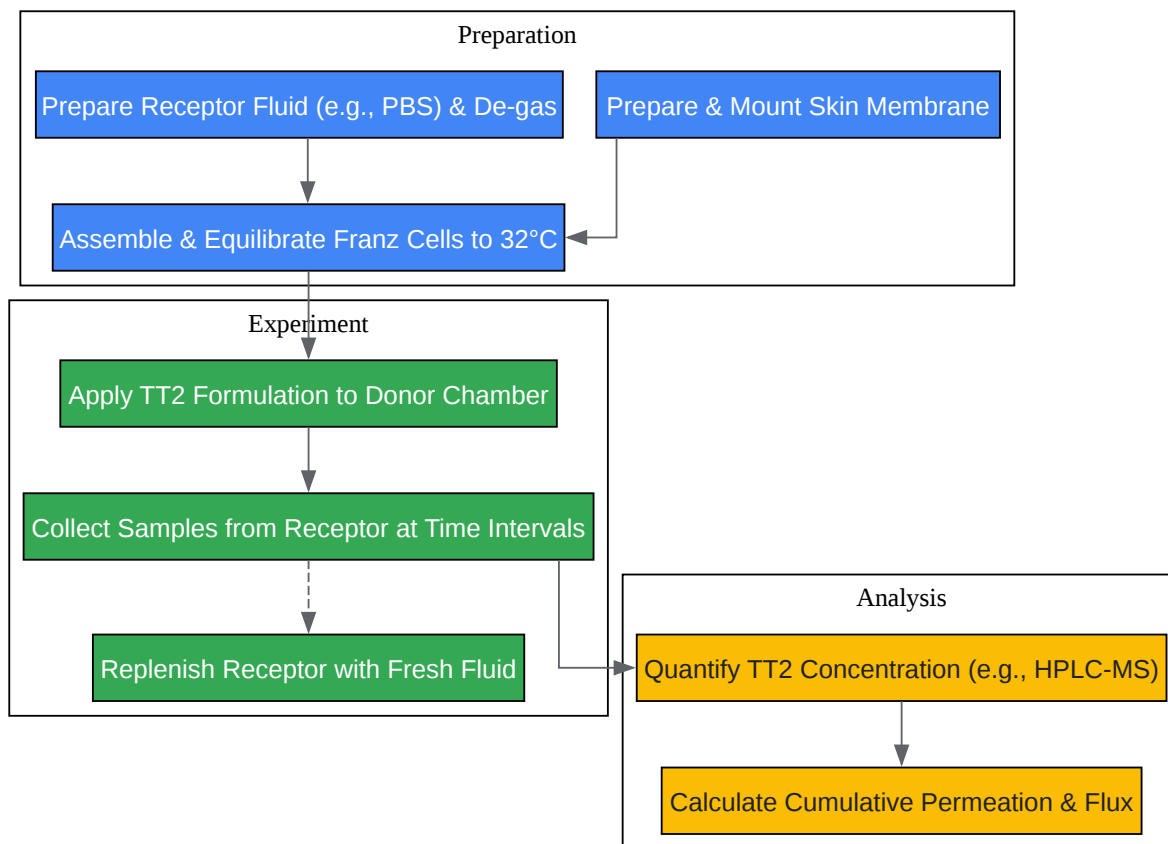 Preparation
Prepare Receptor Fluid (e.g., PBS) & De-gas
Prepare & Mount Skin Membrane
Assemble & Equilibrate Franz Cells to 32°C
Experiment
Apply TT2 Formulation to Donor Chamber
Collect Samples from Receptor at Time Intervals
Replenish Receptor with Fresh Fluid
Analysis
Quantify TT2 Concentration (e.g., HPLC-MS)
Calculate Cumulative Permeation & Flux